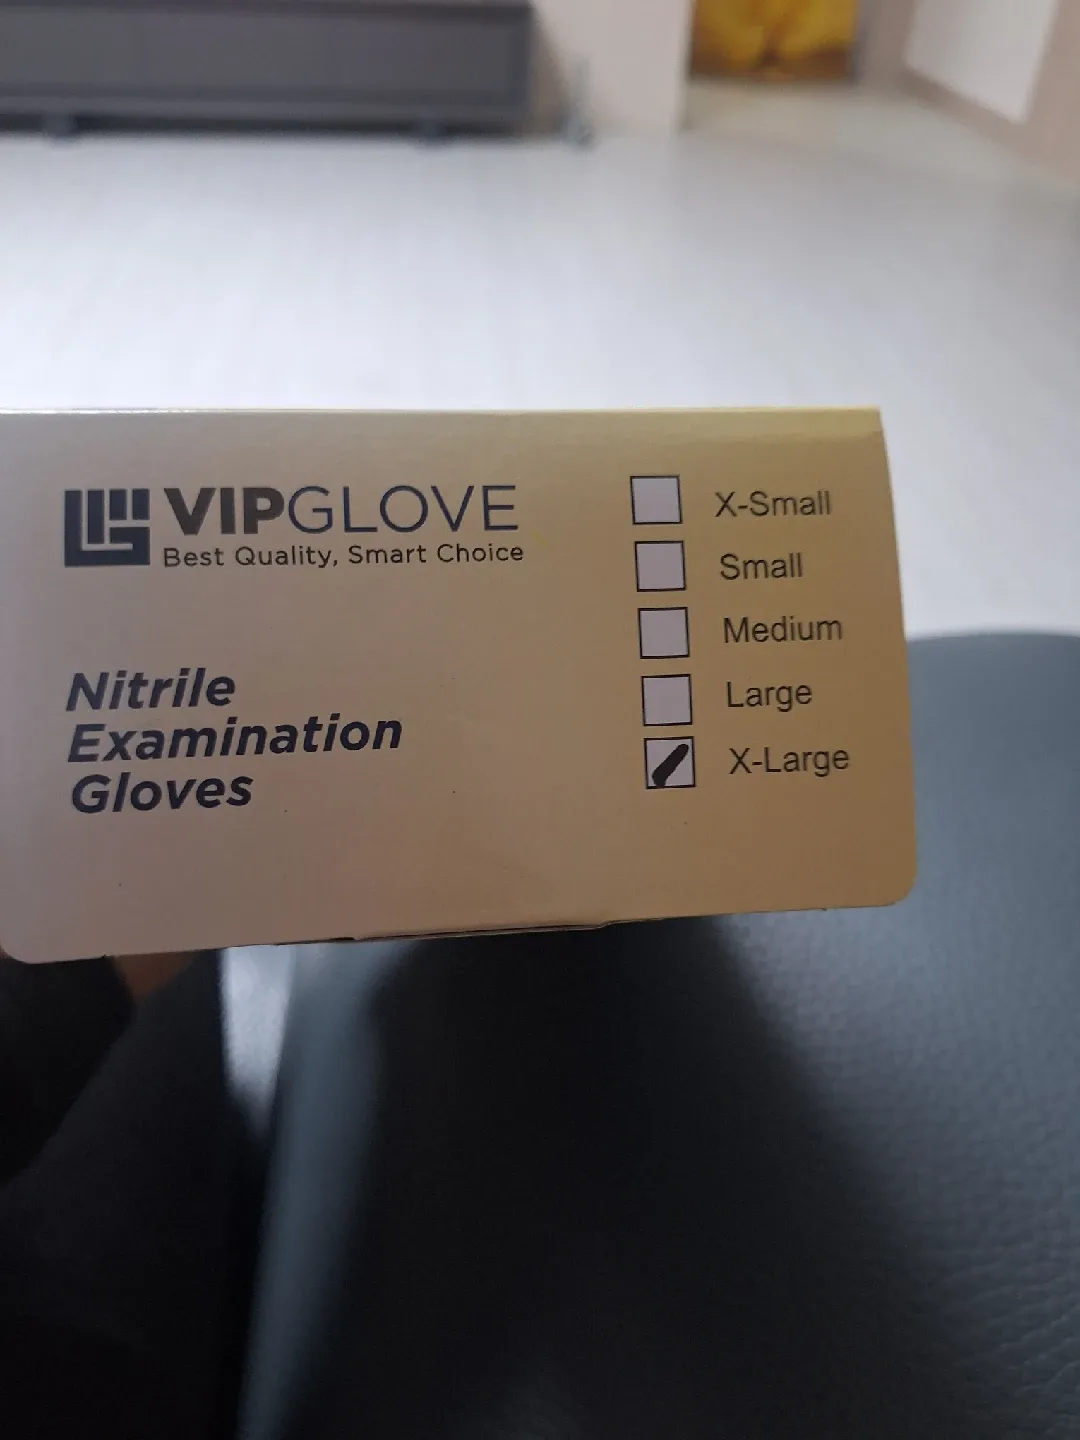 VIPGLOVE
Best Quality, Smart Choice
Nitrile
Examination
Gloves
X-Small
Small
Medium
Large
X-Large